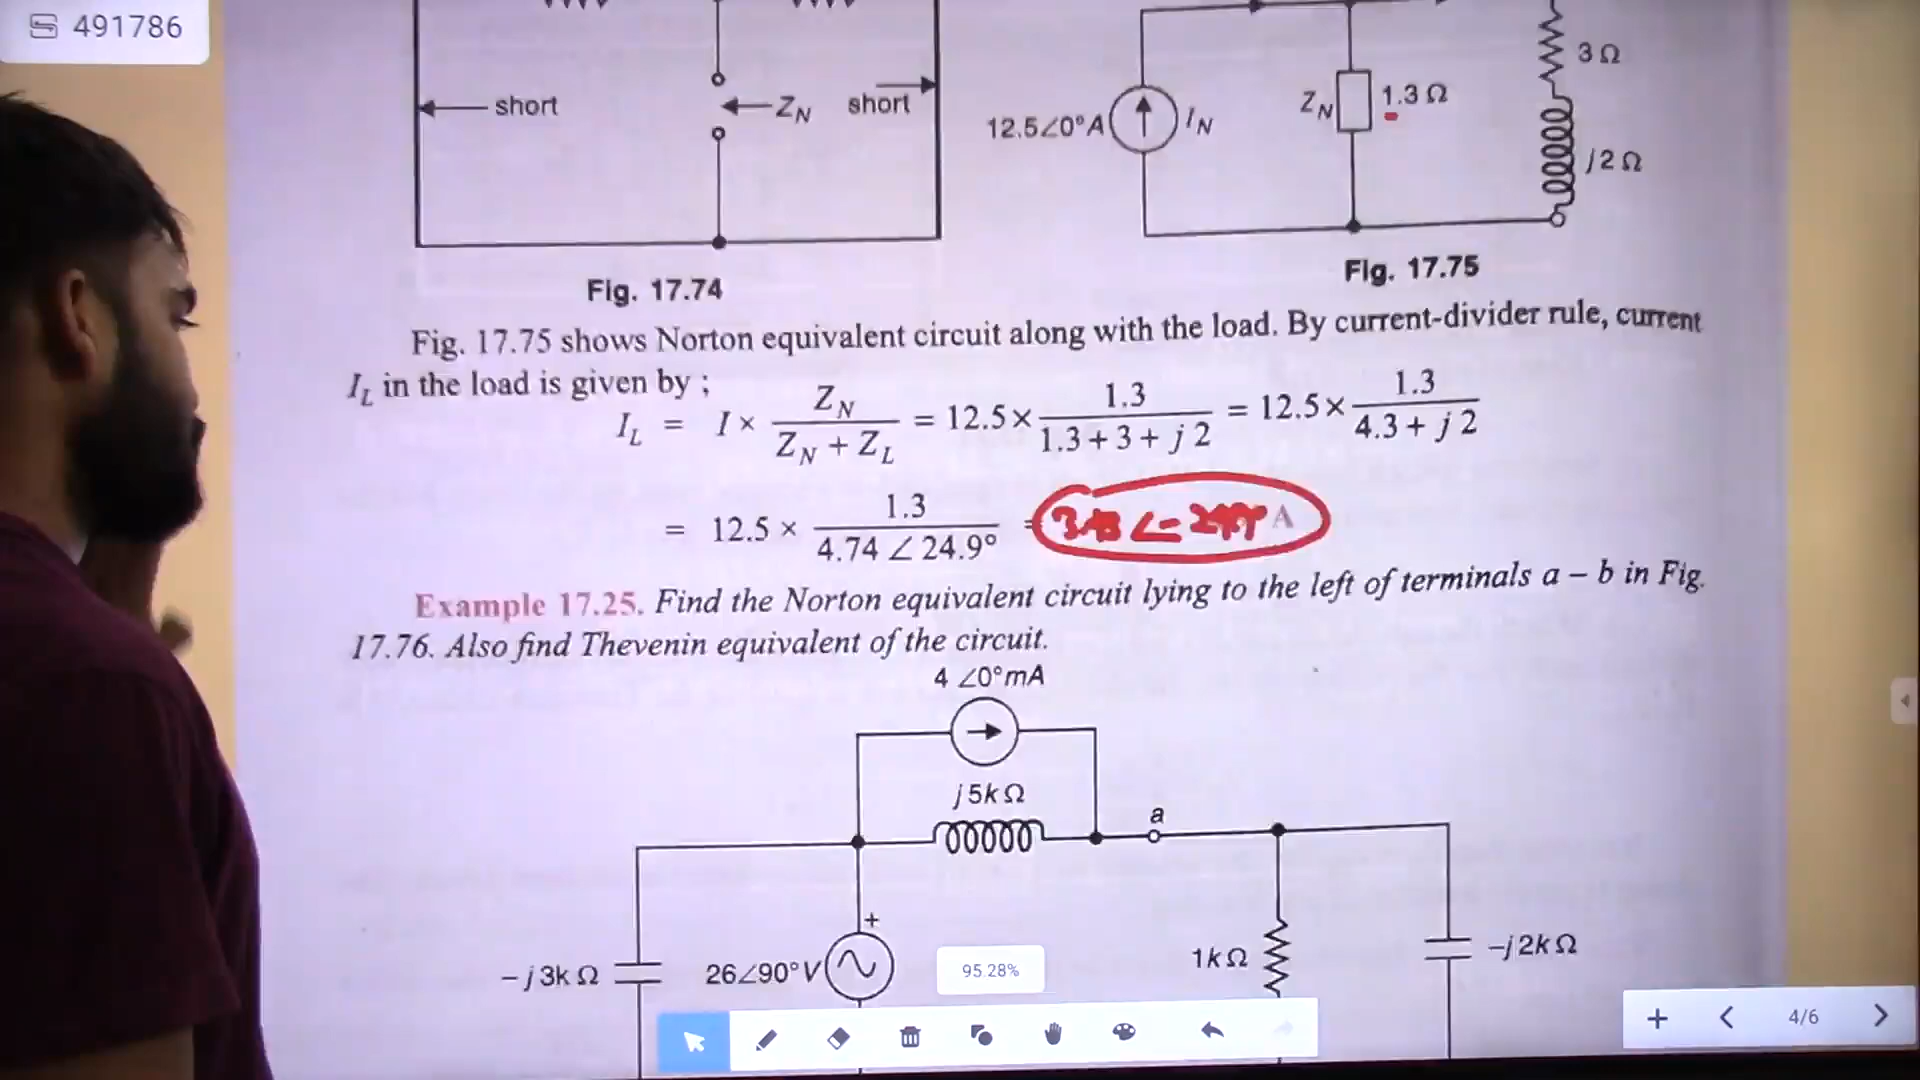 491786
short
Z_N
short
12.5∠0°A
I_N
Z_N
1.3 Ω
3 Ω
j2 Ω
Fig. 17.74
Fig. 17.75
Fig. 17.75 shows Norton equivalent circuit along with the load. By current-divider rule, current
I_L in the load is given by ;
I_L = I × Z_N / (Z_N + Z_L) = 12.5 × 1.3 / (1.3 + 3 + j 2) = 12.5 × 1.3 / (4.3 + j 2)
= 12.5 × 1.3 / (4.74 ∠ 24.9°) = A
Example 17.25. Find the Norton equivalent circuit lying to the left of terminals a – b in Fig.
17.76. Also find Thevenin equivalent of the circuit.
4 ∠0° mA
j5k Ω
a
+
-j3k Ω
26∠90° V
1k Ω
-j2k Ω
95.28%
4/6